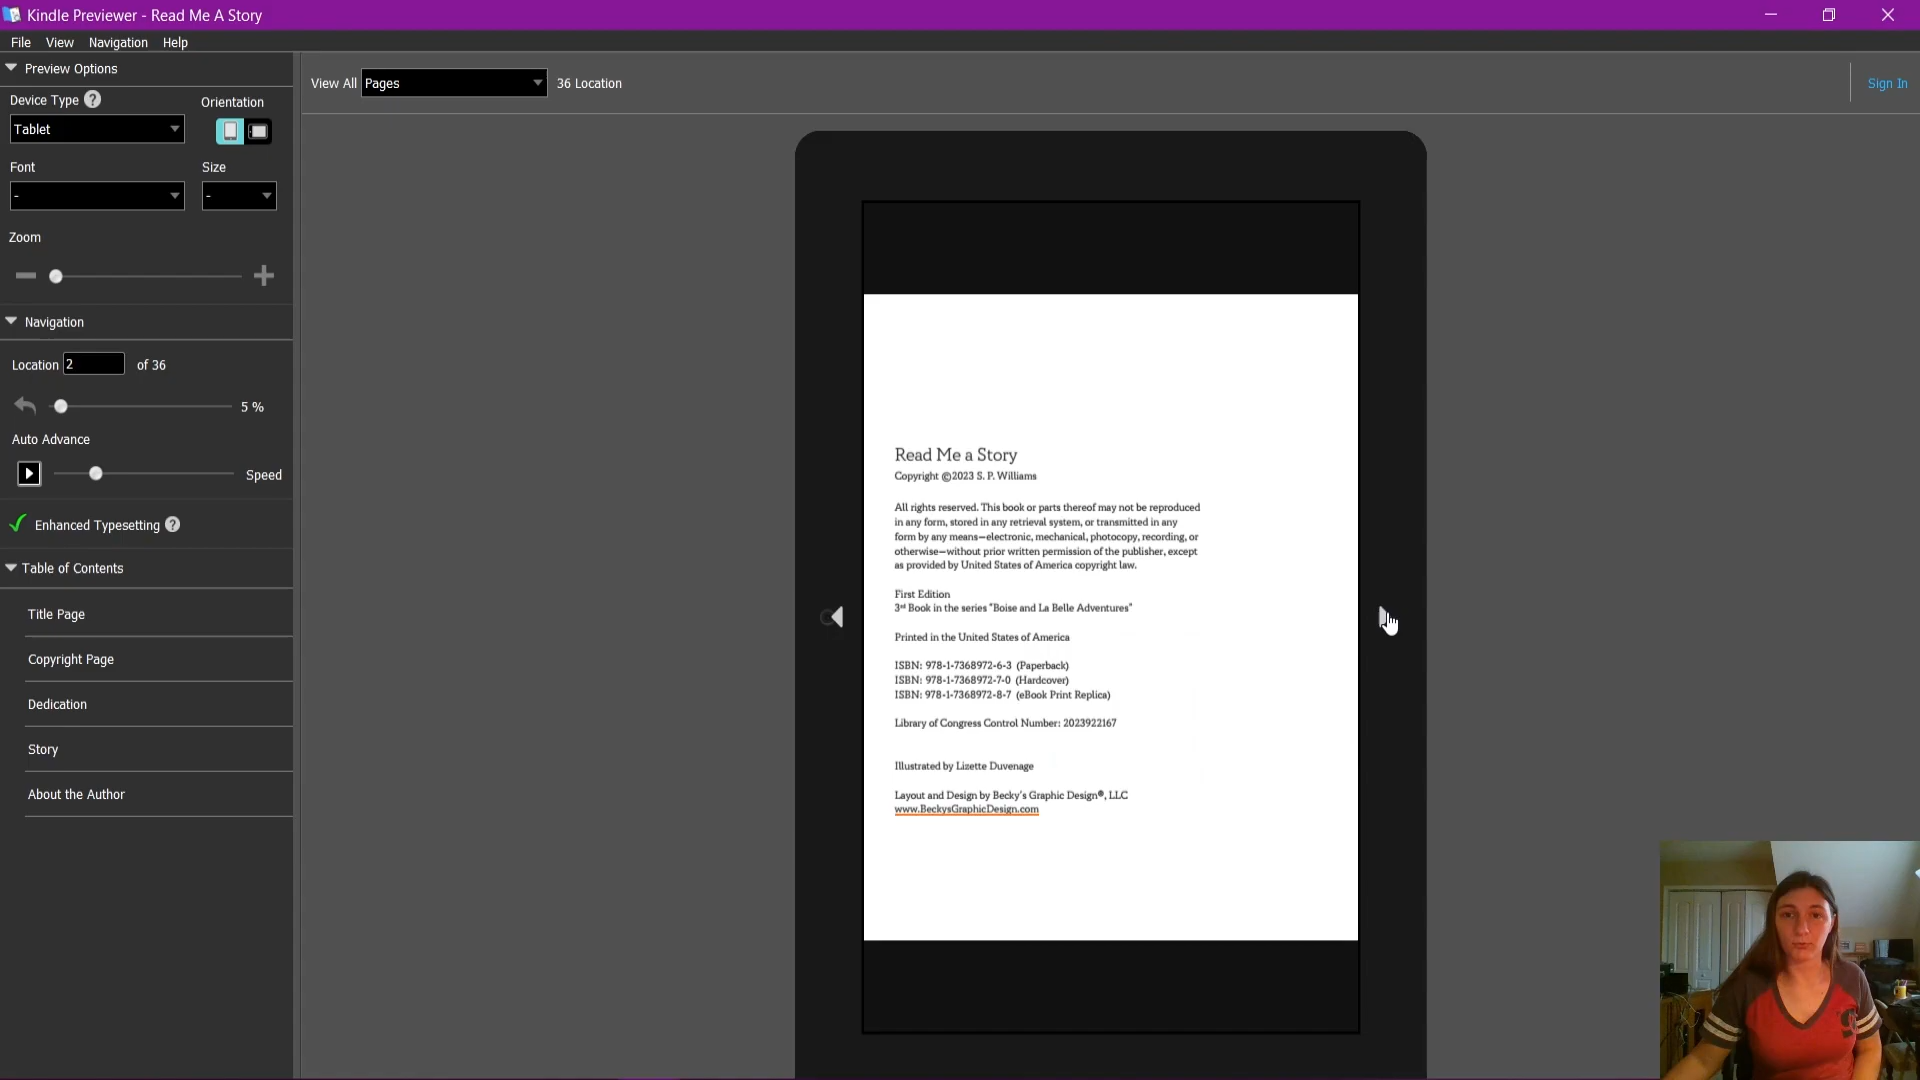 Kindle Previewer - Read Me A Story
File View Navigation Help
Preview Options
Device Type ?
Orientation
Tablet
Font
Size
-
-
Zoom
Navigation
Location 2 of 36
5 %
Auto Advance
Speed
Enhanced Typesetting ?
Table of Contents
Title Page
Copyright Page
Dedication
Story
About the Author
View All Pages 36 Location
Sign In
Read Me a Story
Copyright ©2023 S. P. Williams
All rights reserved. This book or parts thereof may not be reproduced
in any form, stored in any retrieval system, or transmitted in any
form by any means—electronic, mechanical, photocopy, recording, or
otherwise—without prior written permission of the publisher, except
as provided by United States of America copyright law.
First Edition
3rd Book in the series "Boise and La Belle Adventures"
Printed in the United States of America
ISBN: 978-1-7368972-6-3 (Paperback)
ISBN: 978-1-7368972-7-0 (Hardcover)
ISBN: 978-1-7368972-8-7 (eBook Print Replica)
Library of Congress Control Number: 2023922167
Illustrated by Lizette Duvenage
Layout and Design by Becky's Graphic Design®, LLC
www.BeckysGraphicDesign.com